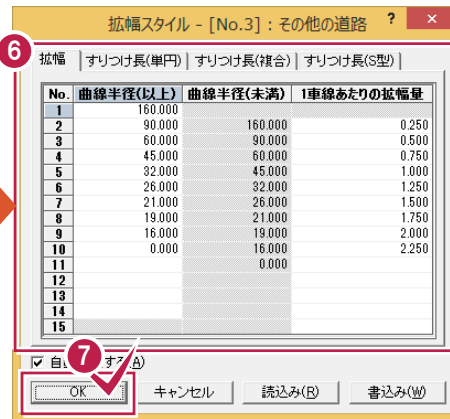 拡幅スタイル - [No.3] : その他の道路 ? ×
6
拡幅 すりつけ長(単円) すりつけ長(複合) すりつけ長(S型)
No. 曲線半径(以上) 曲線半径(未満) 1車線あたりの拡幅量
1 160.000
2 90.000 160.000 0.250
3 60.000 90.000 0.500
4 45.000 60.000 0.750
5 32.000 45.000 1.000
6 26.000 32.000 1.250
7 21.000 26.000 1.500
8 19.000 21.000 1.750
9 16.000 19.000 2.000
10 0.000 16.000 2.250
11 0.000
12
13
14
15
7
する(A)
OK キャンセル 読込み(R) 書込み(W)